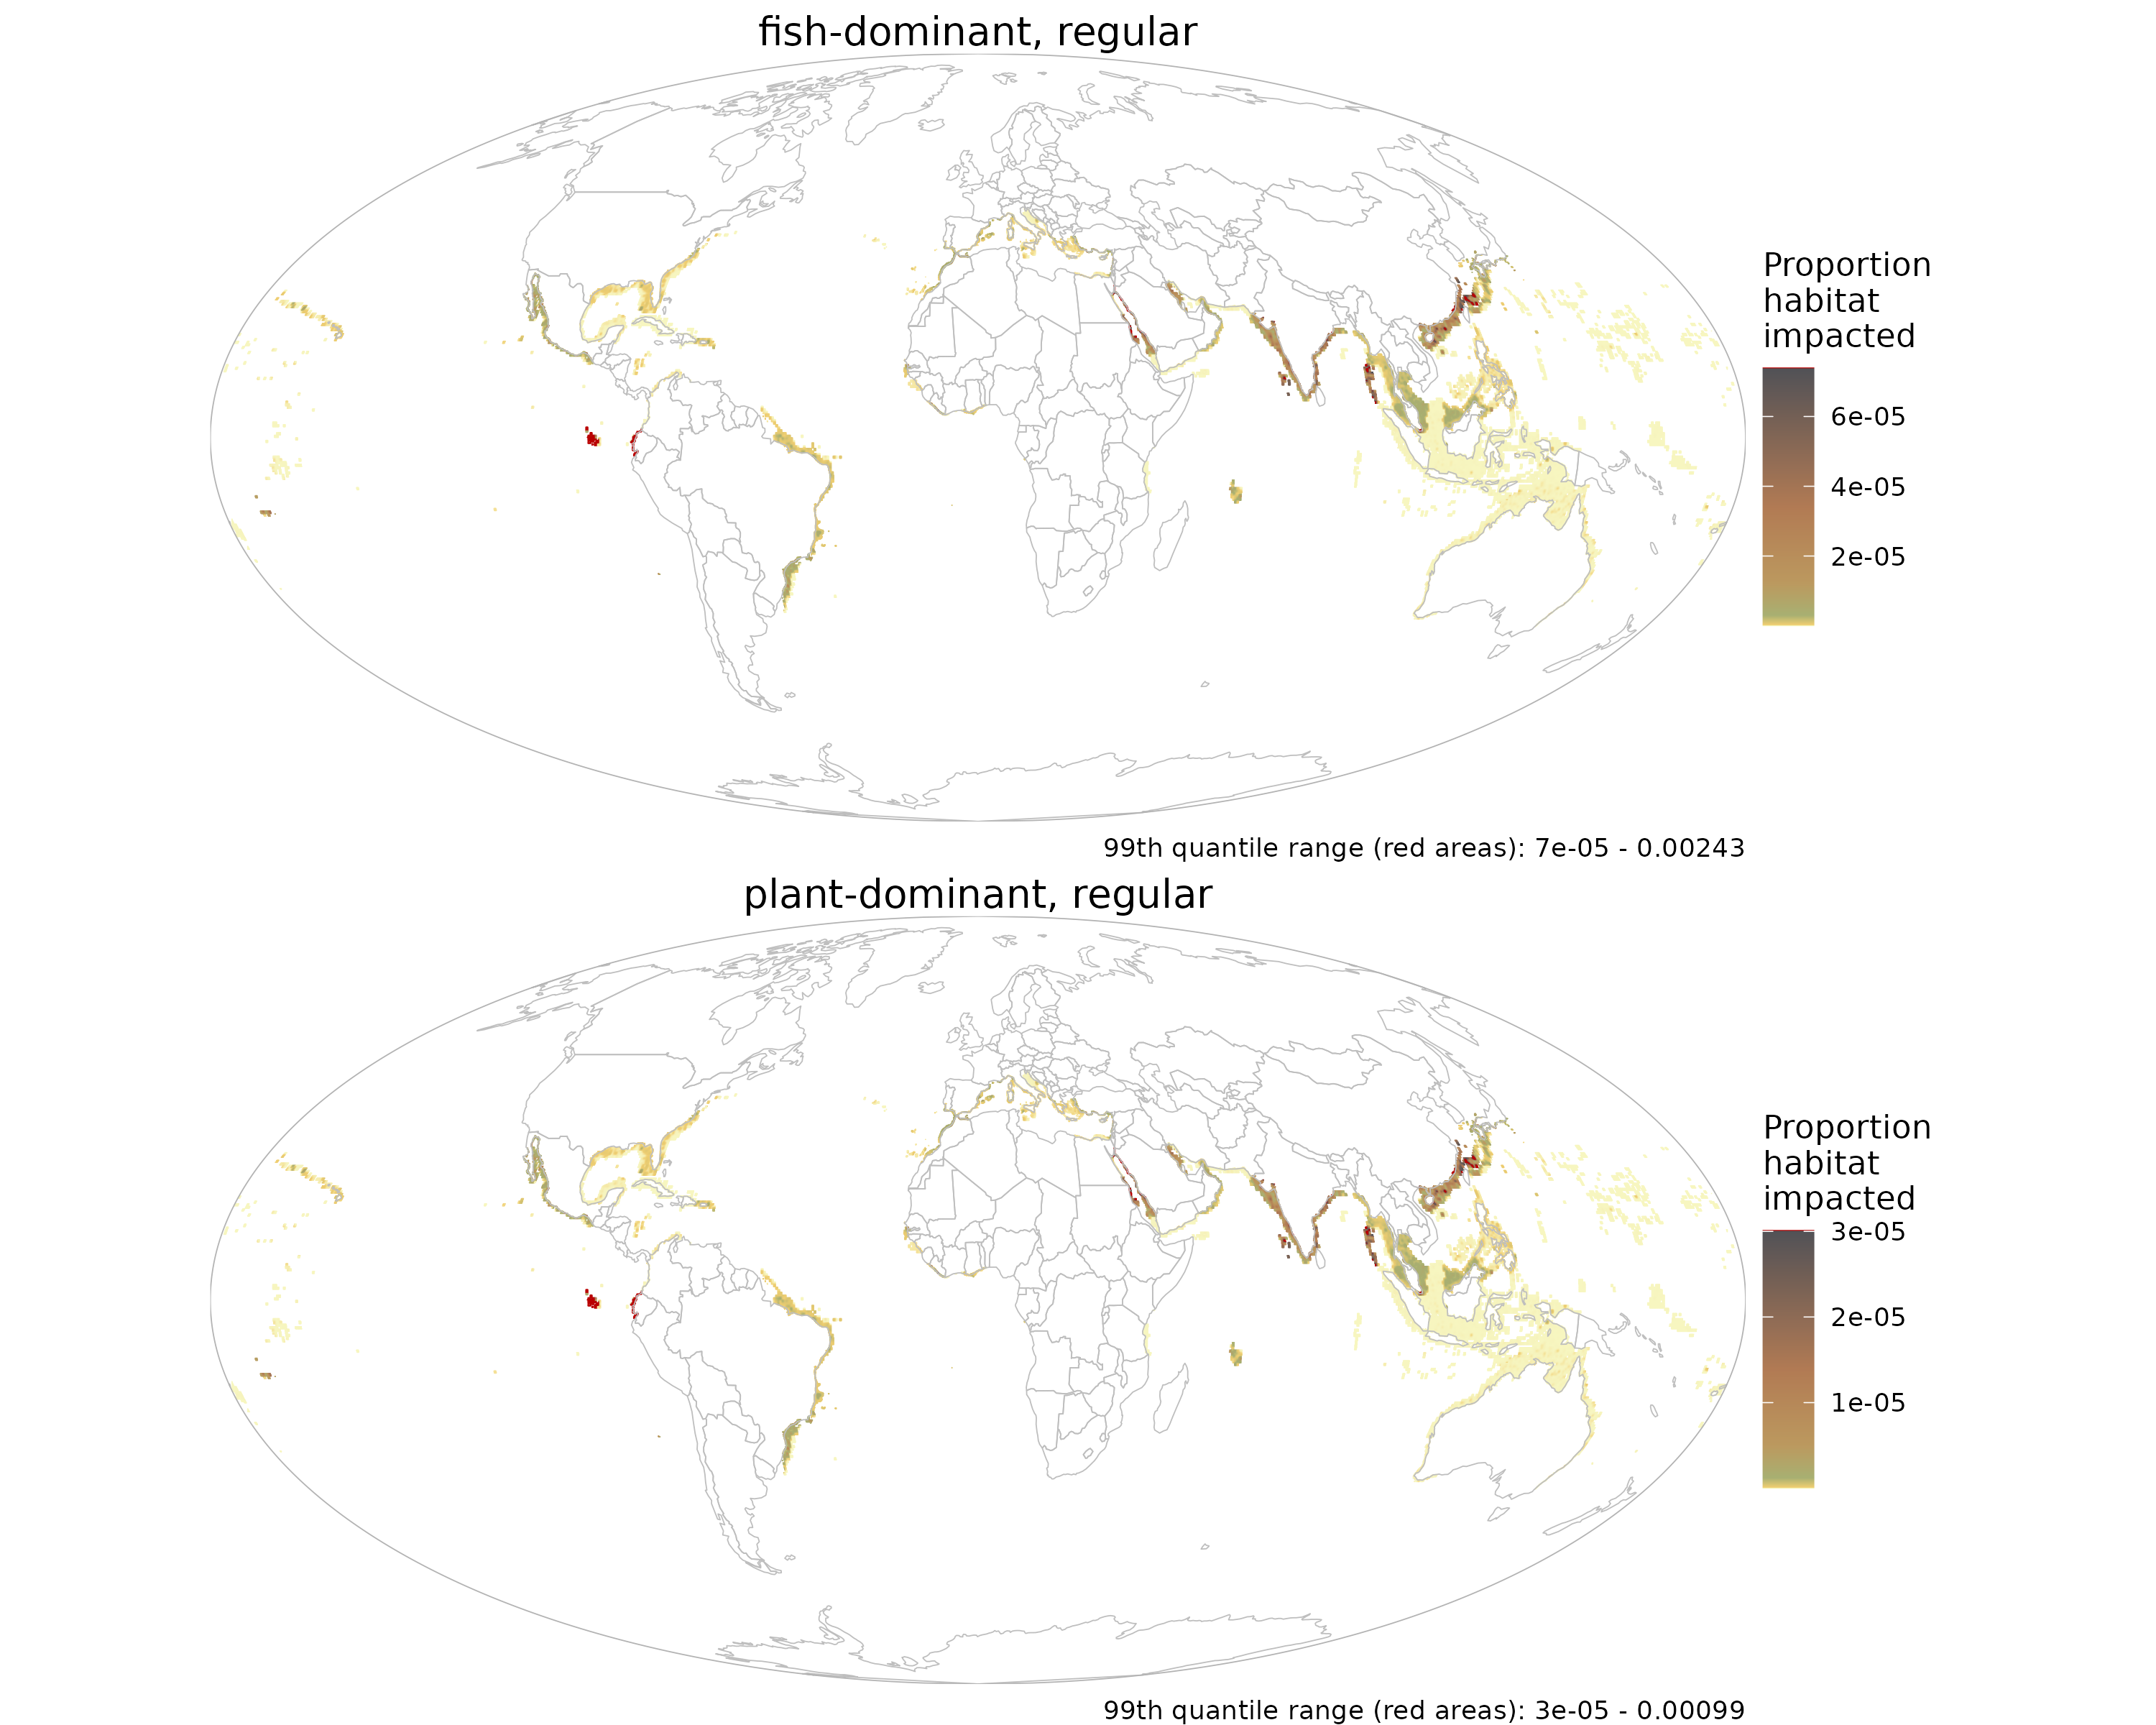 fish-dominant, regular
Proportion
habitat
impacted
6e-05
4e-05
2e-05
99th quantile range (red areas): 7e-05 - 0.00243
plant-dominant, regular
Proportion
habitat
impacted
3e-05
2e-05
1e-05
99th quantile range (red areas): 3e-05 - 0.00099